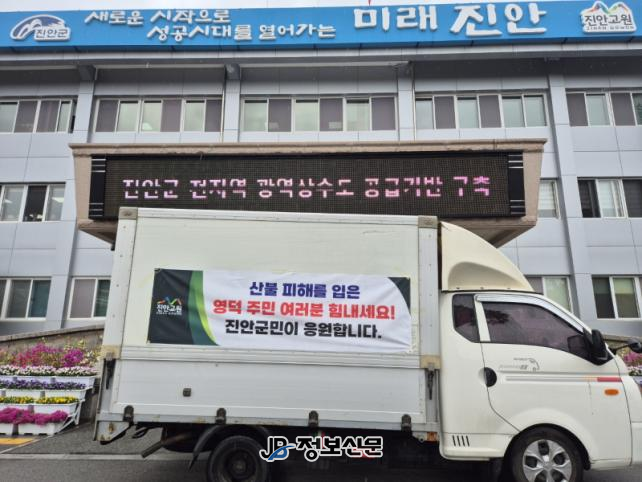 진안군
새로운 시작으로
성공시대를 열어가는
미래 진안
진안고원
JINAN GOWON
진안군 전지역 광역상수도 공급기반 구축
진안고원
산불 피해를 입은
영덕 주민 여러분 힘내세요!
진안군민이 응원합니다.
JB정보신문